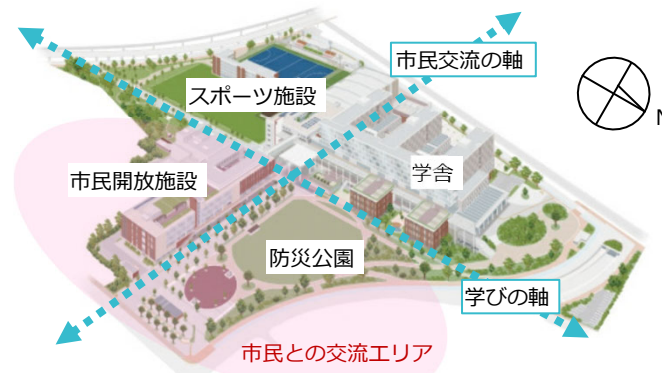 市民交流の軸
スポーツ施設
N
学舎
市民開放施設
防災公園
学びの軸
市民との交流エリア